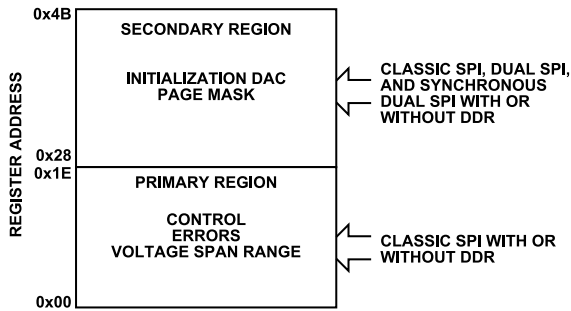 0x4B
SECONDARY REGION
INITIALIZATION DAC
PAGE MASK
CLASSIC SPI, DUAL SPI,
AND SYNCHRONOUS
DUAL SPI WITH OR
WITHOUT DDR
REGISTER ADDRESS
0x28
0x1E
PRIMARY REGION
CONTROL
ERRORS
VOLTAGE SPAN RANGE
CLASSIC SPI WITH OR
WITHOUT DDR
0x00